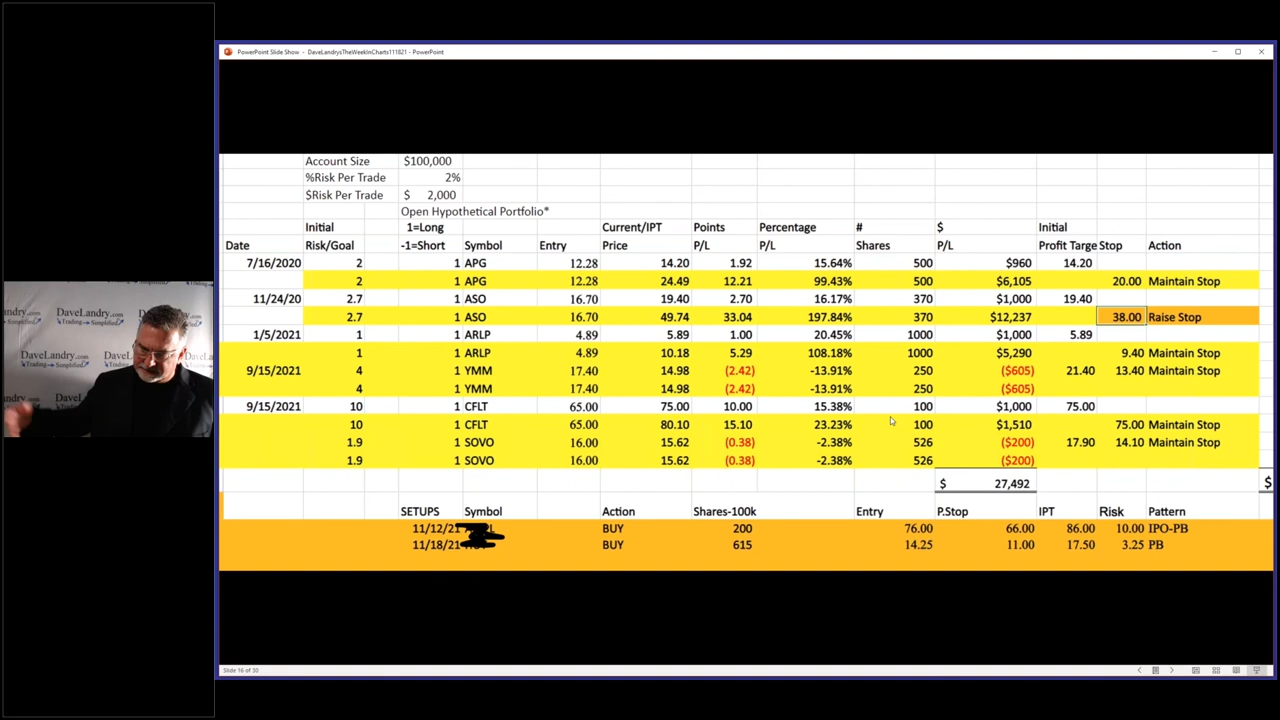 PowerPoint Slide Show - DaveLandrysTheWeekInCharts111821 - PowerPoint
Account Size $100,000
%Risk Per Trade 2%
$Risk Per Trade $ 2,000
Open Hypothetical Portfolio*
Initial 1=Long Current/IPT Points Percentage # $ Initial
Date Risk/Goal -1=Short Symbol Entry Price P/L P/L Shares P/L Profit Targe Stop Action
7/16/2020 2 1 APG 12.28 14.20 1.92 15.64% 500 $960 14.20
2 1 APG 12.28 24.49 12.21 99.43% 500 $6,105 20.00 Maintain Stop
11/24/20 2.7 1 ASO 16.70 19.40 2.70 16.17% 370 $1,000 19.40
2.7 1 ASO 16.70 49.74 33.04 197.84% 370 $12,237 38.00 Raise Stop
1/5/2021 1 ARLP 4.89 5.89 1.00 20.45% 1000 $1,000 5.89
1 1 ARLP 4.89 10.18 5.29 108.18% 1000 $5,290 9.40 Maintain Stop
9/15/2021 4 1 YMM 17.40 14.98 (2.42) -13.91% 250 ($605) 21.40 13.40 Maintain Stop
4 1 YMM 17.40 14.98 (2.42) -13.91% 250 ($605)
9/15/2021 10 1 CFLT 65.00 75.00 10.00 15.38% 100 $1,000 75.00
10 1 CFLT 65.00 80.10 15.10 23.23% 100 $1,510 75.00 Maintain Stop
1.9 1 SOVO 16.00 15.62 (0.38) -2.38% 526 ($200) 17.90 14.10 Maintain Stop
1.9 1 SOVO 16.00 15.62 (0.38) -2.38% 526 ($200)
$ 27,492 $
SETUPS Symbol Action Shares-100k Entry P.Stop IPT Risk Pattern
11/12/21 BUY 200 76.00 66.00 86.00 10.00 IPO-PB
11/18/21 BUY 615 14.25 11.00 17.50 3.25 PB
DaveLandry.com
Trading Simplified
Slide 16 of 30